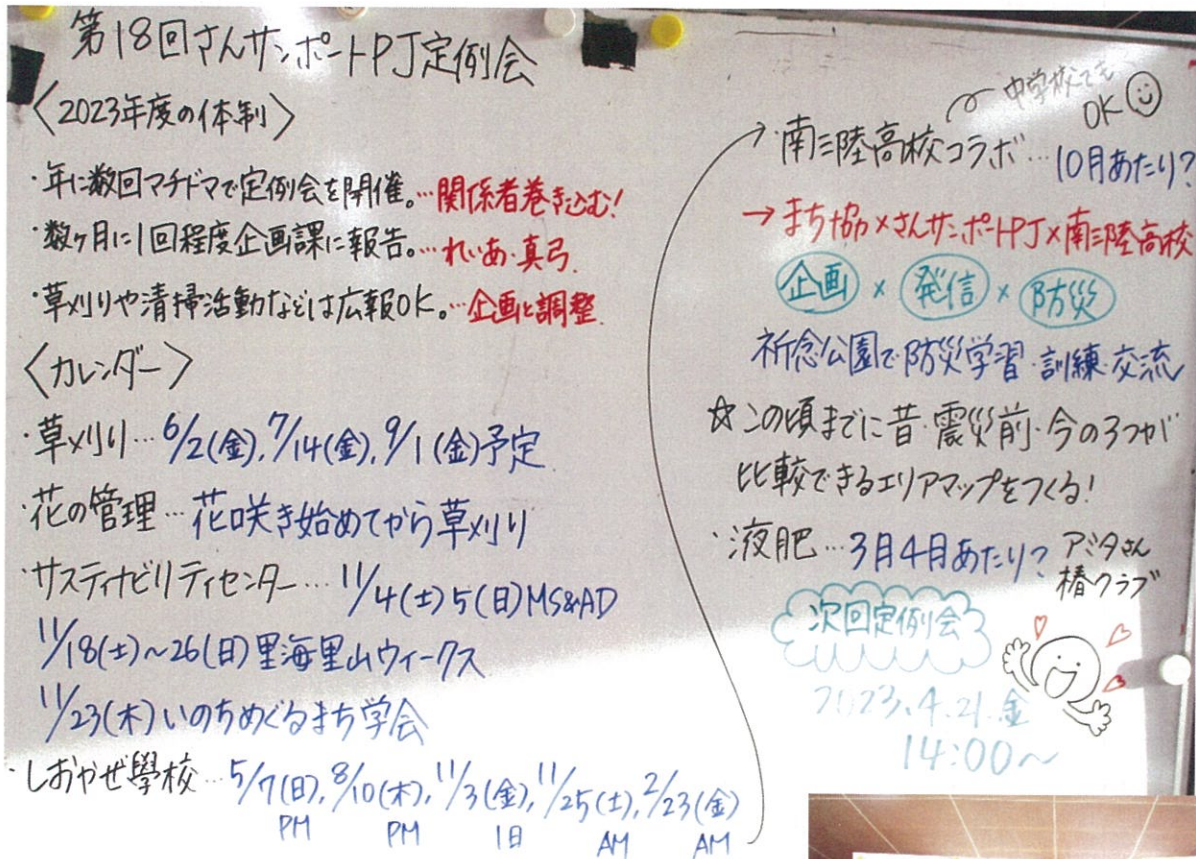 第18回さんサンポートPJ定例会
〈2023年度の体制〉
・年に数回マチドマで定例会を開催。…関係者巻き込む!
・数ヶ月に1回程度企画課に報告。…れいあ・真弓
・草刈りや清掃活動などは広報OK。…企画と調整
〈カレンダー〉
・草刈り…6/2(金),7/14(金),9/1(金)予定
・花の管理…花咲き始めてから草刈り
・サスティナビリティセンター…11/4(土)5(日)MS&AD
11/18(土)~26(日)里海里山ウィークス
11/23(木)いのちめぐるまち学会
・しおかぜ學校…5/7(日),8/10(木),11/3(金),11/25(土),2/23(金)
PM PM 1日 AM AM
中学校でも
OK
・南三陸高校コラボ…10月あたり?
→まち協×さんサンポートPJ×南三陸高校
企画×発信×防災
祈念公園で防災学習・訓練・交流
☆この頃までに昔・震災前・今の3つが
比較できるエリアマップをつくる!
・液肥…3月4月あたり? アミタさん
椿クラブ
次回定例会
2023.4.21.金
14:00~